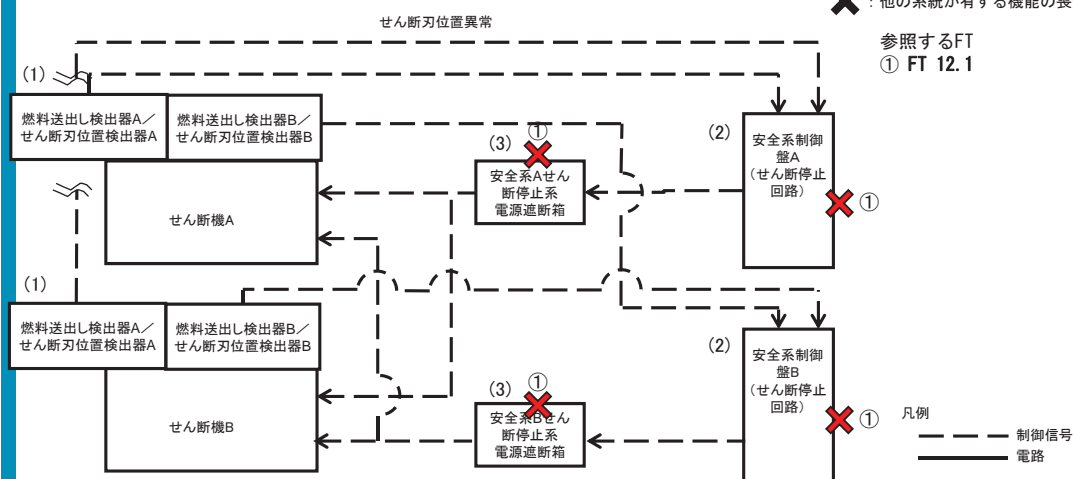 ：他の系統が有する機能の喪
せん断刃位置異常
参照するFT
① FT 12.1
(1)
燃料送出し検出器A／
せん断刃位置検出器A
燃料送出し検出器B／
せん断刃位置検出器B
せん断機A
(3)
①
安全系Aせん
断停止系
電源遮断箱
(2)
安全系制御
盤A
(せん断停止
回路)
①
(1)
燃料送出し検出器A／
せん断刃位置検出器A
燃料送出し検出器B／
せん断刃位置検出器B
せん断機B
(3)
①
安全系Bせん
断停止系
電源遮断箱
(2)
安全系制御
盤B
(せん断停止
回路)
①
凡例
制御信号
電路